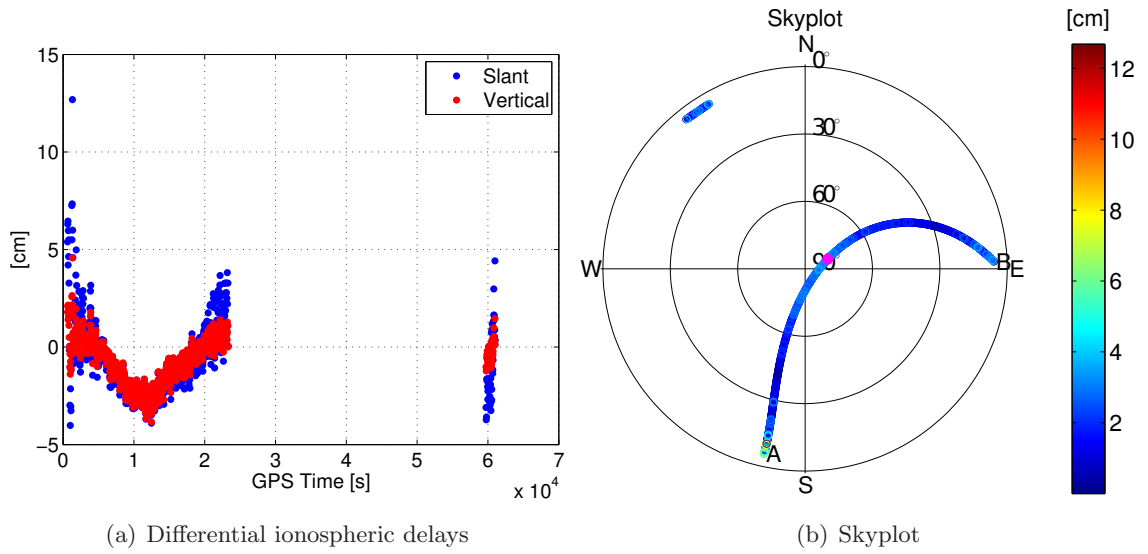 15
10
5
0
−5
[cm]
Slant
Vertical
0
1
2
3
4
5
6
7
GPS Time [s]
x 10^4
(a) Differential ionospheric delays
Skyplot
N
0°
30°
60°
90°
W
B E
A
S
[cm]
12
10
8
6
4
2
(b) Skyplot